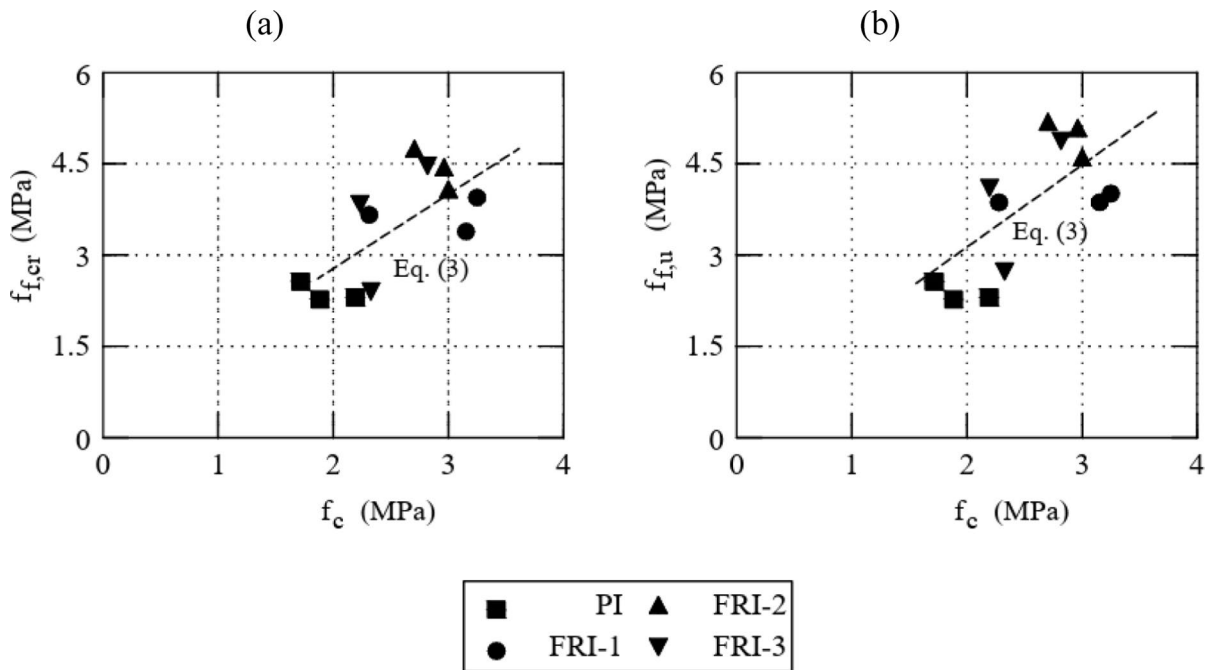 (a)
(b)
6
4.5
3
1.5
0
f_f,cr (MPa)
Eq. (3)
0 1 2 3 4
f_c (MPa)
6
4.5
3
1.5
0
f_f,u (MPa)
Eq. (3)
0 1 2 3 4
f_c (MPa)
PI FRI-2
FRI-1 FRI-3